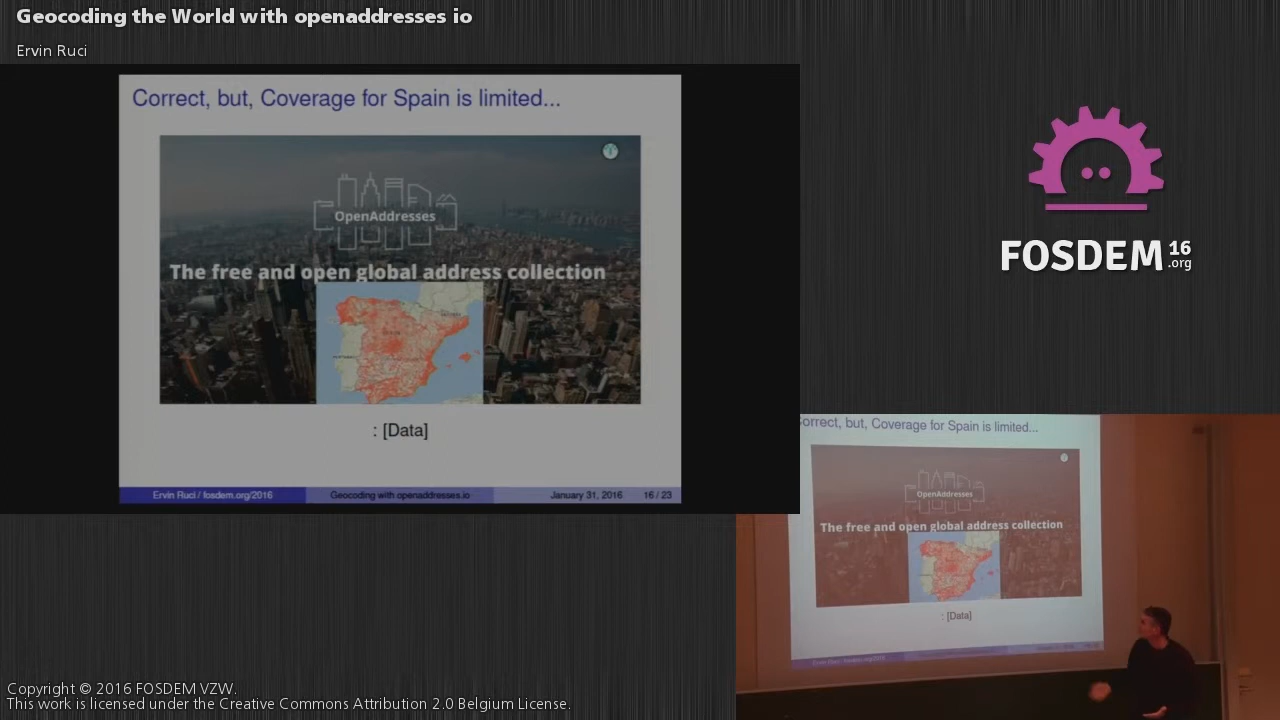 Geocoding the World with openaddresses io
Ervin Ruci
Correct, but, Coverage for Spain is limited...
OpenAddresses
The free and open global address collection
: [Data]
Ervin Ruci / fosdem.org/2016
Geocoding with openaddresses.io
January 31, 2016
16 / 23
FOSDEM 16
.org
Correct, but, Coverage for Spain is limited...
OpenAddresses
The free and open global address collection
: [Data]
Copyright © 2016 FOSDEM VZW.
This work is licensed under the Creative Commons Attribution 2.0 Belgium License.